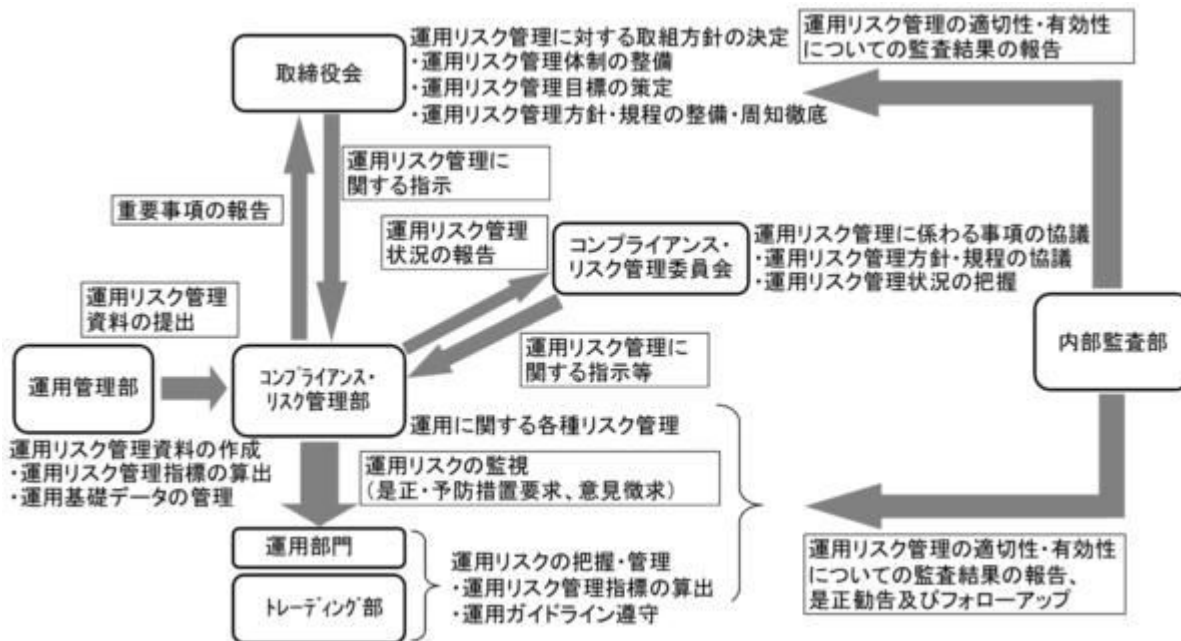 取締役会
運用リスク管理に対する取組方針の決定
・運用リスク管理体制の整備
・運用リスク管理目標の策定
・運用リスク管理方針・規程の整備・周知徹底
運用リスク管理の適切性・有効性
についての監査結果の報告
運用リスク管理に
関する指示
重要事項の報告
運用リスク管理
状況の報告
コンプライアンス・
リスク管理委員会
運用リスク管理に係わる事項の協議
・運用リスク管理方針・規程の協議
・運用リスク管理状況の把握
運用リスク管理
資料の提出
内部監査部
運用管理部
コンプライアンス・
リスク管理部
運用リスク管理に
関する指示等
運用に関する各種リスク管理
運用リスク管理資料の作成
・運用リスク管理指標の算出
・運用基礎データの管理
運用リスクの監視
(是正・予防措置要求、意見徴求)
運用部門
トレーディング部
運用リスクの把握・管理
・運用リスク管理指標の算出
・運用ガイドライン遵守
運用リスク管理の適切性・有効性
についての監査結果の報告、
是正勧告及びフォローアップ